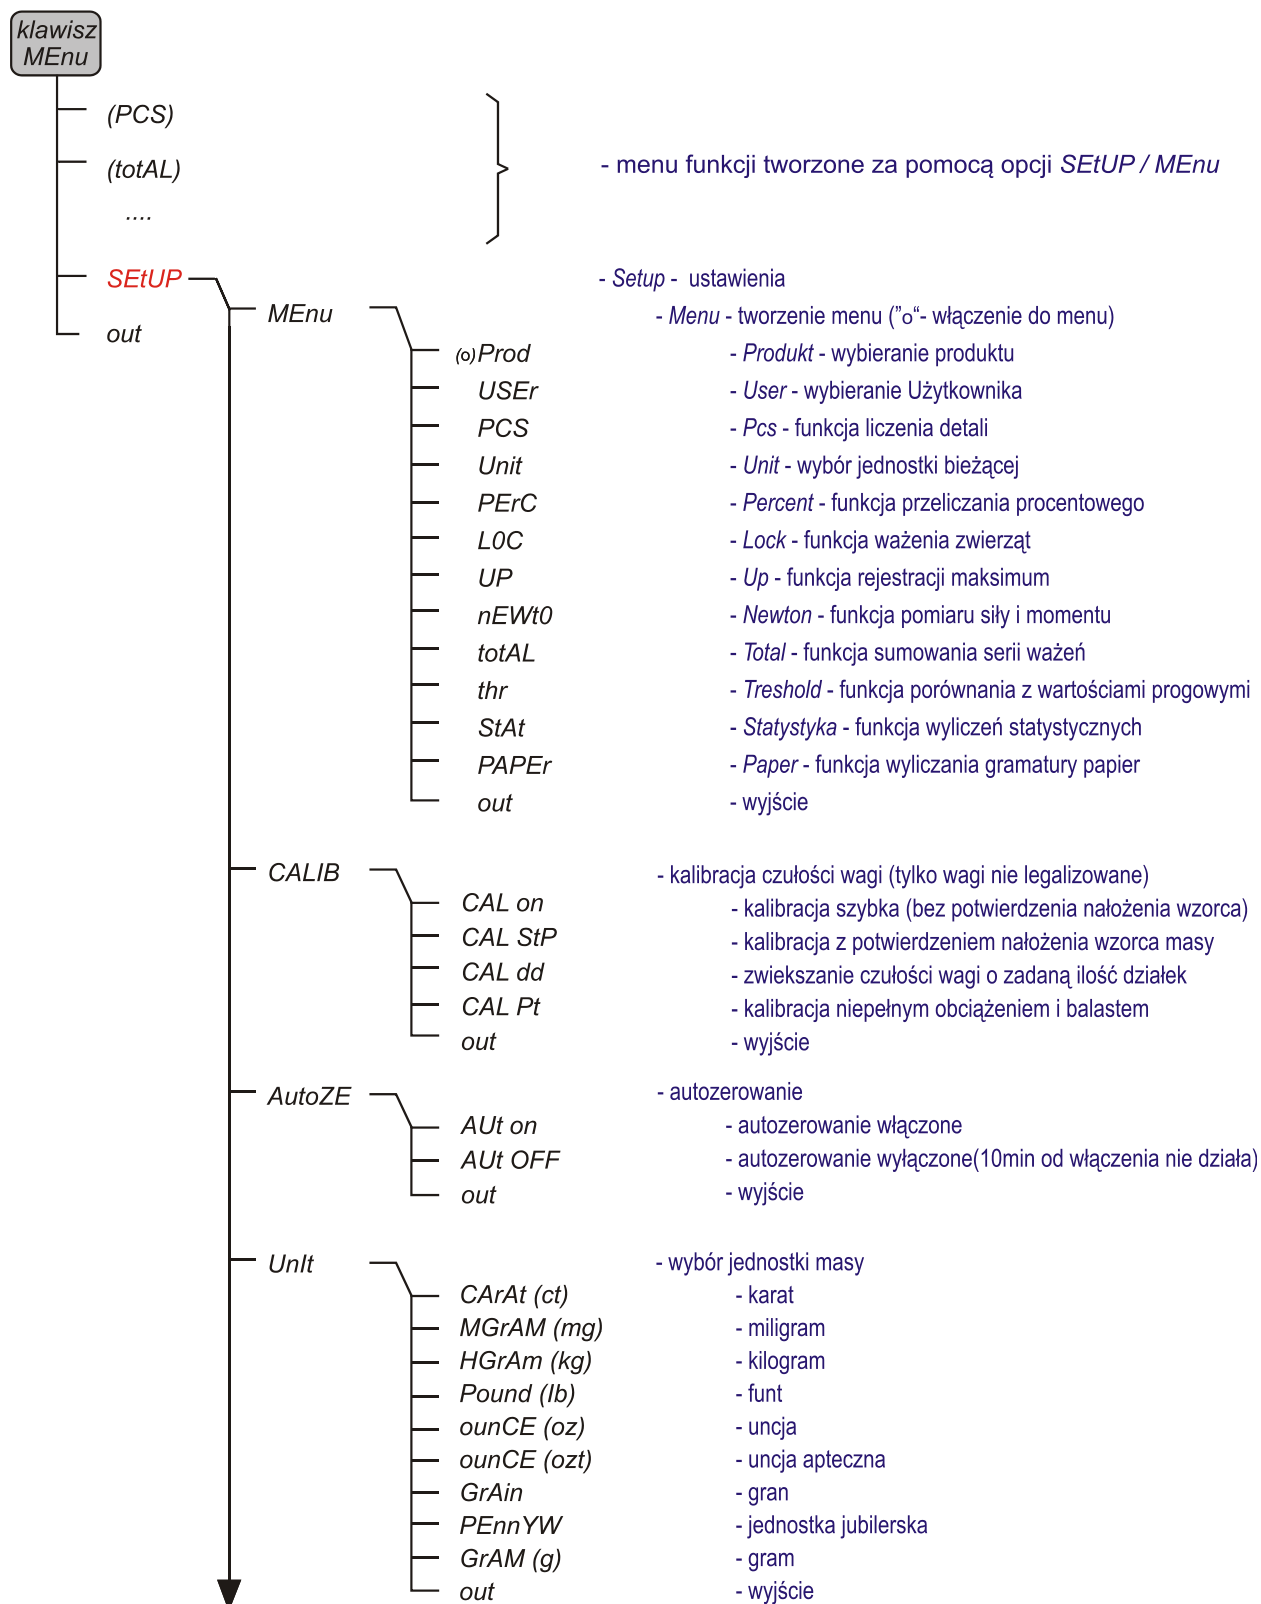 klawisz
MEnu
(PCS)
(totAL) - menu funkcji tworzone za pomocą opcji SEtUP / MEnu
....
SEtUP - Setup - ustawienia
MEnu - Menu - tworzenie menu (”o“- włączenie do menu)
out
(o) Prod - Produkt - wybieranie produktu
USEr - User - wybieranie Użytkownika
PCS - Pcs - funkcja liczenia detali
Unit - Unit - wybór jednostki bieżącej
PErC - Percent - funkcja przeliczania procentowego
L0C - Lock - funkcja ważenia zwierząt
UP - Up - funkcja rejestracji maksimum
nEWt0 - Newton - funkcja pomiaru siły i momentu
totAL - Total - funkcja sumowania serii ważeń
thr - Treshold - funkcja porównania z wartościami progowymi
StAt - Statystyka - funkcja wyliczeń statystycznych
PAPEr - Paper - funkcja wyliczania gramatury papier
out - wyjście
CALIB - kalibracja czułości wagi (tylko wagi nie legalizowane)
CAL on - kalibracja szybka (bez potwierdzenia nałożenia wzorca)
CAL StP - kalibracja z potwierdzeniem nałożenia wzorca masy
CAL dd - zwiekszanie czułości wagi o zadaną ilość działek
CAL Pt - kalibracja niepełnym obciążeniem i balastem
out - wyjście
AutoZE - autozerowanie
AUt on - autozerowanie włączone
AUt OFF - autozerowanie wyłączone(10min od włączenia nie działa)
out - wyjście
UnIt - wybór jednostki masy
CArAt (ct) - karat
MGrAM (mg) - miligram
HGrAm (kg) - kilogram
Pound (lb) - funt
ounCE (oz) - uncja
ounCE (ozt) - uncja apteczna
GrAin - gran
PEnnYW - jednostka jubilerska
GrAM (g) - gram
out - wyjście